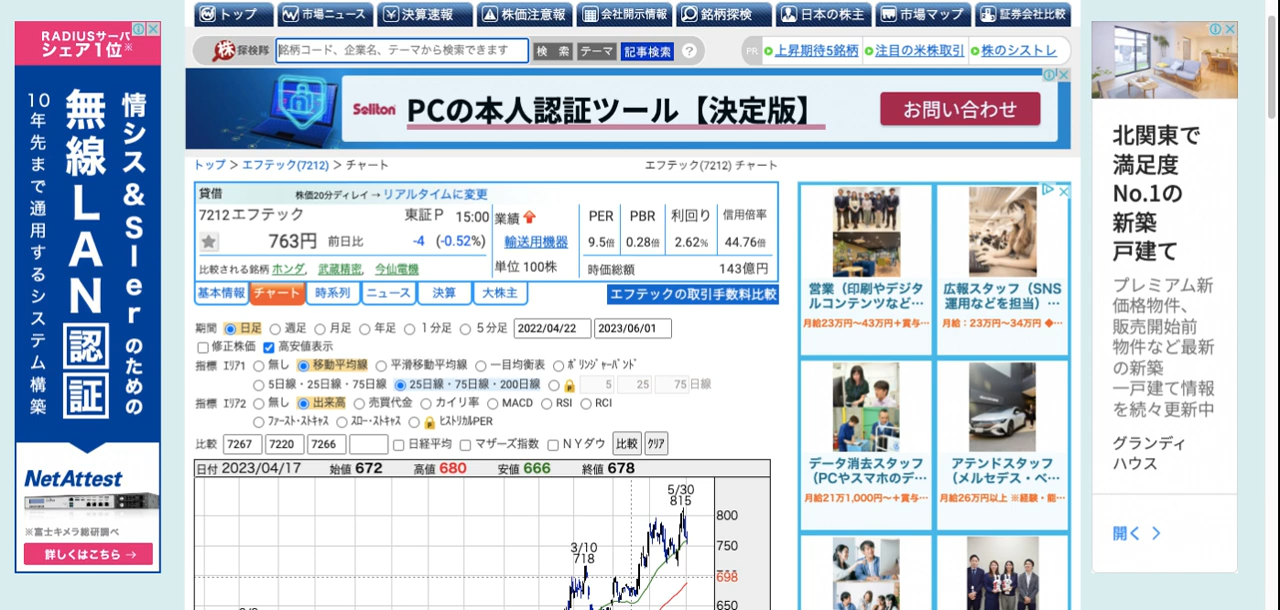 RADIUSサーバ
シェア1位※
情シス&SIerのための
無線LAN認証
10年先まで通用するシステム構築
NetAttest
※富士キメラ総研調べ
詳しくはこちら →
トップ
市場ニュース
決算速報
株価注意報
会社開示情報
銘柄探検
日本の株主
市場マップ
証券会社比較
株探検隊
銘柄コード、企業名、テーマから検索できます
検 索
テーマ
記事検索
?
PR
上昇期待5銘柄
注目の米株取引
株のシストレ
Soliton PCの本人認証ツール【決定版】
お問い合わせ
トップ > エフテック(7212) > チャート
エフテック(7212) チャート
貸借
株価20分ディレイ → リアルタイムに変更
7212 エフテック 東証P 15:00
763円 前日比 -4 (-0.52%)
比較される銘柄 ホンダ, 武蔵精密, 今仙電機
業績
輸送用機器
単位 100株
PER PBR 利回り 信用倍率
9.5倍 0.28倍 2.62% 44.76倍
時価総額 143億円
基本情報 チャート 時系列 ニュース 決算 大株主
エフテックの取引手数料比較
期間 日足 週足 月足 年足 1分足 5分足 2022/04/22 2023/06/01
修正株価 高安値表示
指標 エリア1 無し 移動平均線 平滑移動平均線 一目均衡表 ボリンジャーバンド
5日線・25日線・75日線 25日線・75日線・200日線 5 25 75 日線
指標 エリア2 無し 出来高 売買代金 カイリ率 MACD RSI RCI
ファースト・ストキャス スロー・ストキャス ヒストリカルPER
比較 7267 7220 7266 日経平均 マザーズ指数 NYダウ 比較 クリア
日付 2023/04/17 始値 672 高値 680 安値 666 終値 678
5/30
815
3/10
718
800
750
698
650
営業（印刷やデジタルコンテンツなど…
月給23万円～43万円＋賞与…
広報スタッフ（SNS運用などを担当）…
月給：23万円～34万円 ◆…
データ消去スタッフ（PCやスマホのデ…
月給21万1,000円～＋賞与…
アテンドスタッフ（メルセデス・ベ…
月給26万円以上 ※経験・能…
北関東で
満足度
No.1の
新築
戸建て
プレミアム新
価格物件、
販売開始前
物件など最新
の新築
一戸建て情報
を続々更新中
グランディ
ハウス
開く